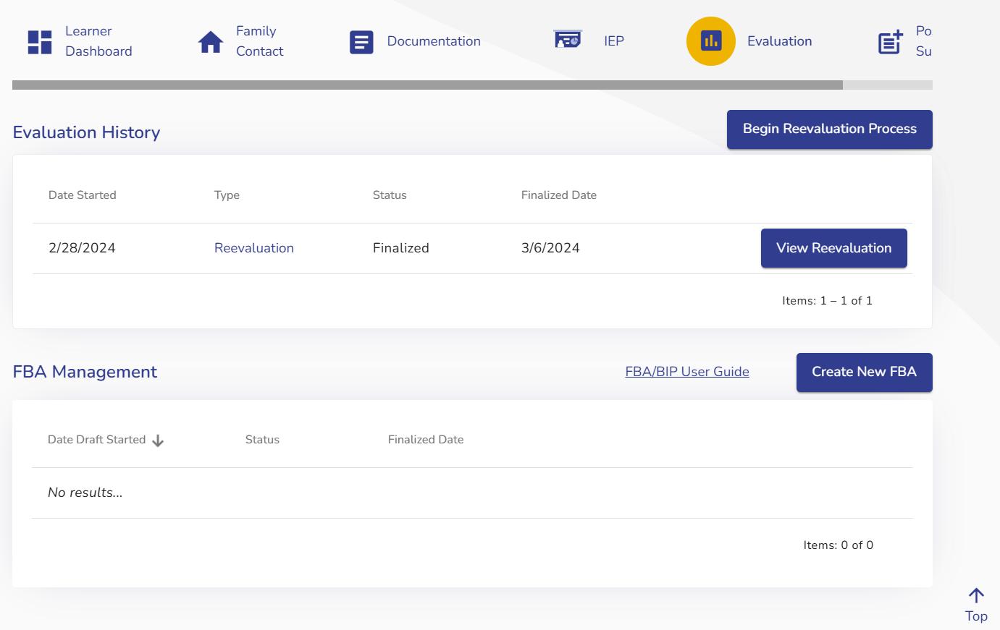 Learner Dashboard
Family Contact
Documentation
IEP
Evaluation
Po
Su
Evaluation History
Begin Reevaluation Process
Date Started Type Status Finalized Date
2/28/2024 Reevaluation Finalized 3/6/2024 View Reevaluation
Items: 1 – 1 of 1
FBA Management
FBA/BIP User Guide
Create New FBA
Date Draft Started Status Finalized Date
No results...
Items: 0 of 0
Top